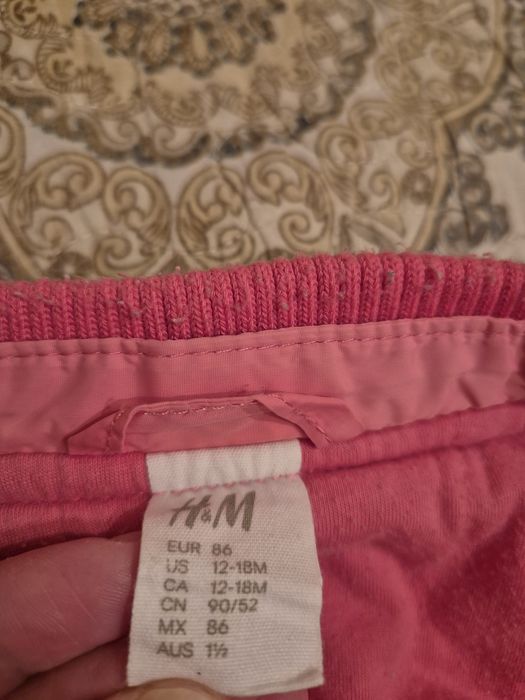 H&M
EUR 86
US 12-18M
CA 12-18M
CN 90/52
MX 86
AUS 1½